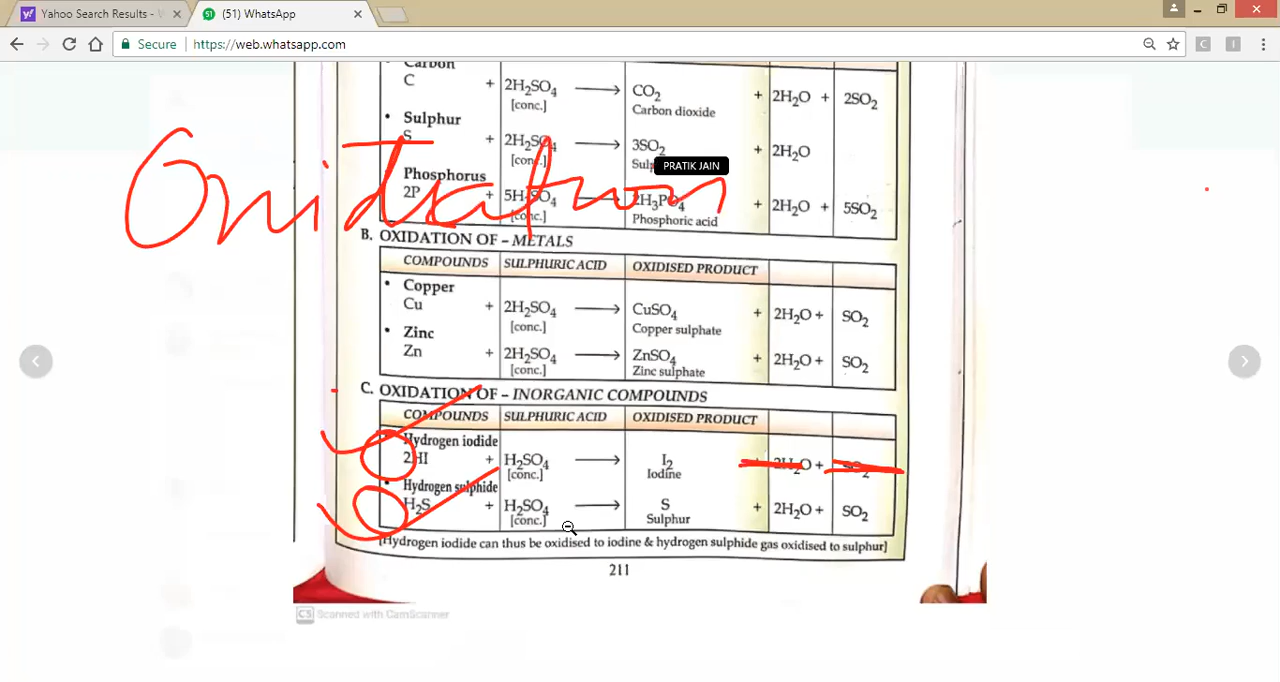 Yahoo Search Results - W
(51) WhatsApp
Secure https://web.whatsapp.com
C I
Carbon
C + 2H₂SO₄ ⟶ CO₂ + 2H₂O + 2SO₂
[conc.] Carbon dioxide
• Sulphur
S + 2H₂SO₄ ⟶ 3SO₂ + 2H₂O
[conc.]
PRATIK JAIN
Oxidation
Phosphorus
2P + 5H₂SO₄ ⟶ 2H₃PO₄ + 2H₂O + 5SO₂
[conc.] Phosphoric acid
B. OXIDATION OF – METALS
COMPOUNDS SULPHURIC ACID OXIDISED PRODUCT
• Copper
Cu + 2H₂SO₄ ⟶ CuSO₄ + 2H₂O + SO₂
[conc.] Copper sulphate
• Zinc
Zn + 2H₂SO₄ ⟶ ZnSO₄ + 2H₂O + SO₂
[conc.] Zinc sulphate
C. OXIDATION OF – INORGANIC COMPOUNDS
COMPOUNDS SULPHURIC ACID OXIDISED PRODUCT
Hydrogen iodide
2HI + H₂SO₄ ⟶ I₂ + 2H₂O + SO₂
[conc.] Iodine
• Hydrogen sulphide
H₂S + H₂SO₄ ⟶ S + 2H₂O + SO₂
[conc.] Sulphur
[Hydrogen iodide can thus be oxidised to iodine & hydrogen sulphide gas oxidised to sulphur]
211
CS Scanned with CamScanner